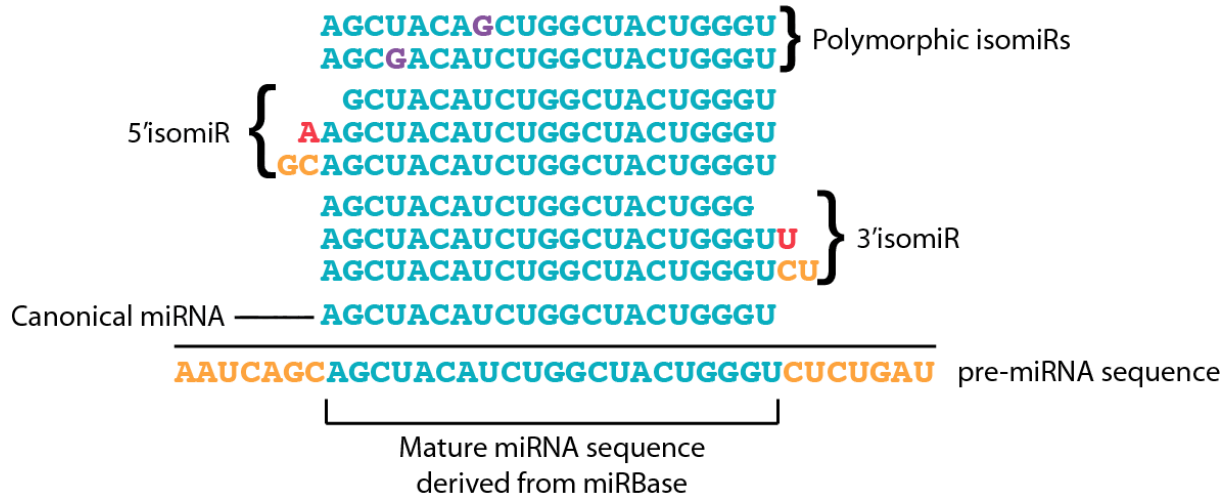 AGCUACAGCUGGCUACUGGGU
AGCGACAUCUGGCUACUGGGU
Polymorphic isomiRs
GCUACAUCUGGCUACUGGGU
5'isomiR
AAGCUACAUCUGGCUACUGGGU
GCAGCUACAUCUGGCUACUGGGU
AGCUACAUCUGGCUACUGGG
AGCUACAUCUGGCUACUGGGUU
3'isomiR
AGCUACAUCUGGCUACUGGGUCU
Canonical miRNA AGCUACAUCUGGCUACUGGGU
AAUCAGCAGCUACAUCUGGCUACUGGGUCUCUGAU pre-miRNA sequence
Mature miRNA sequence
derived from miRBase